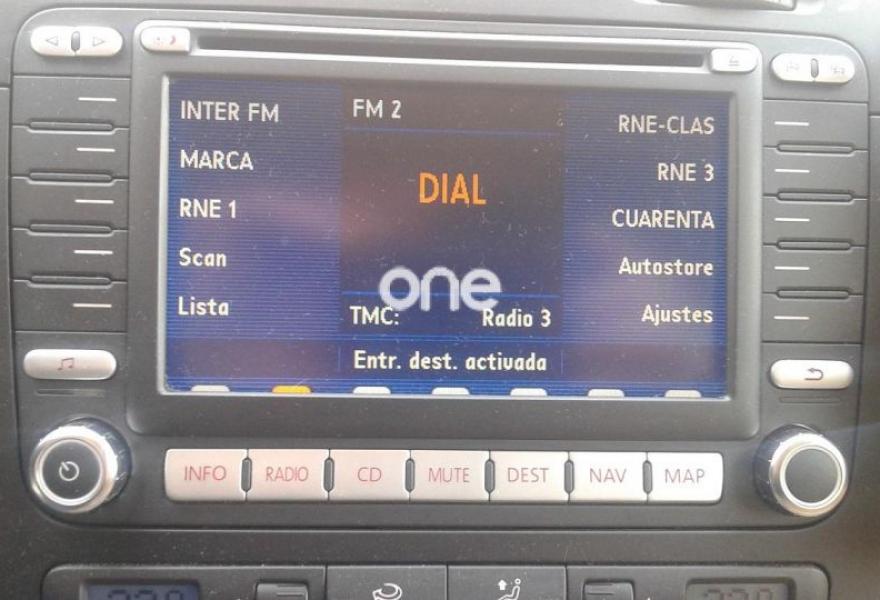 INTER FM
MARCA
RNE 1
Scan
Lista
FM 2
DIAL
one
TMC: Radio 3
Entr. dest. activada
RNE-CLAS
RNE 3
CUARENTA
Autostore
Ajustes
INFO RADIO CD MUTE DEST NAV MAP